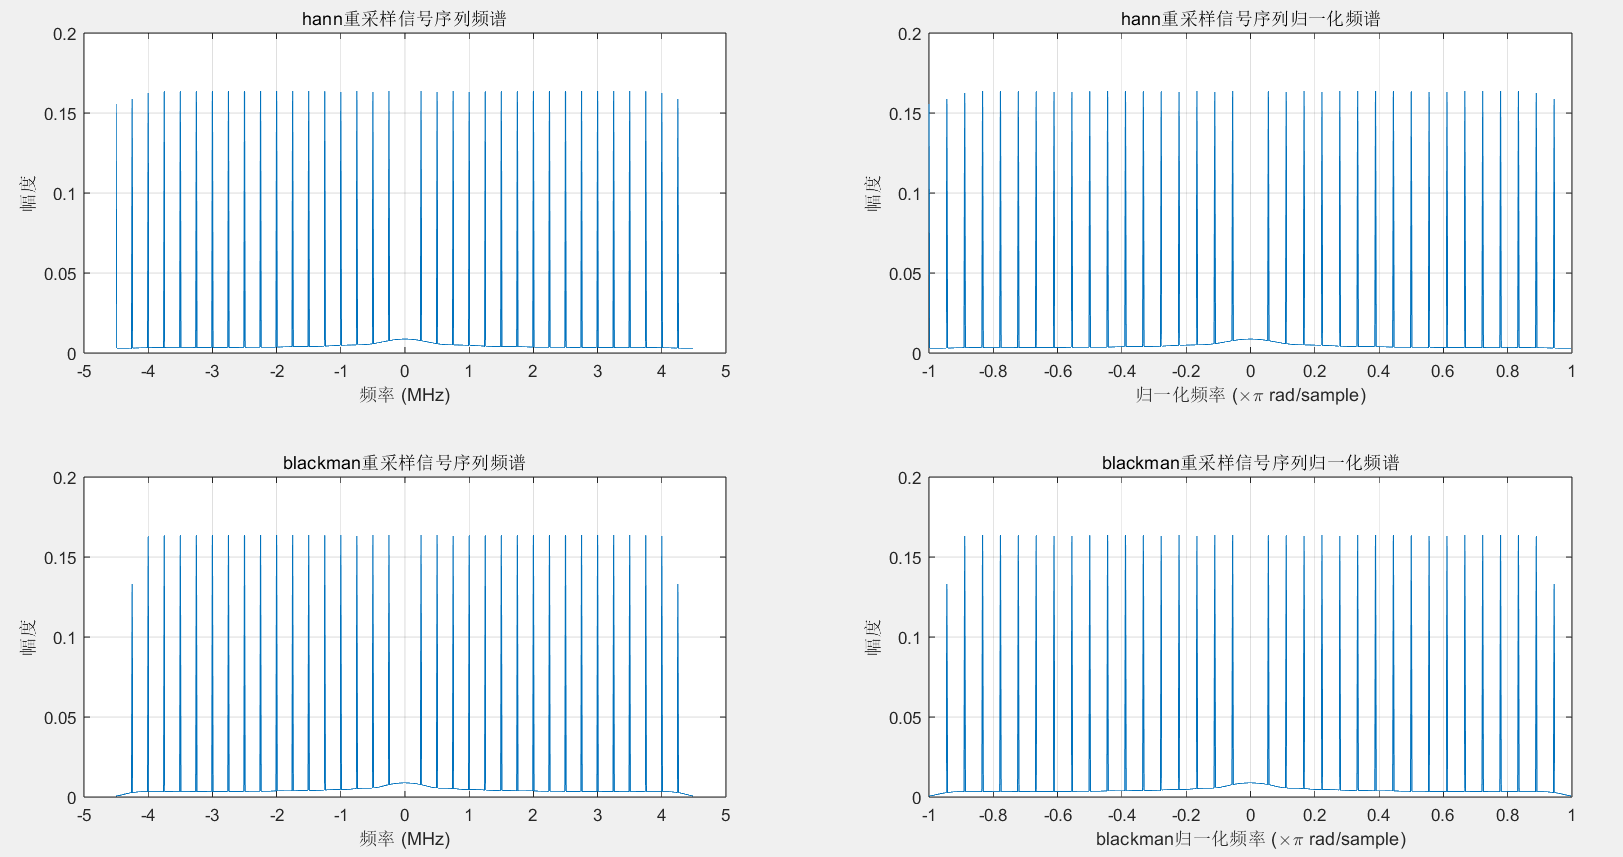 hann重采样信号序列频谱
0.2
0.15
0.1
0.05
0
幅度
-5 -4 -3 -2 -1 0 1 2 3 4 5
频率 (MHz)
hann重采样信号序列归一化频谱
0.2
0.15
0.1
0.05
0
幅度
-1 -0.8 -0.6 -0.4 -0.2 0 0.2 0.4 0.6 0.8 1
归一化频率 (×π rad/sample)
blackman重采样信号序列频谱
0.2
0.15
0.1
0.05
0
幅度
-5 -4 -3 -2 -1 0 1 2 3 4 5
频率 (MHz)
blackman重采样信号序列归一化频谱
0.2
0.15
0.1
0.05
0
幅度
-1 -0.8 -0.6 -0.4 -0.2 0 0.2 0.4 0.6 0.8 1
blackman归一化频率 (×π rad/sample)